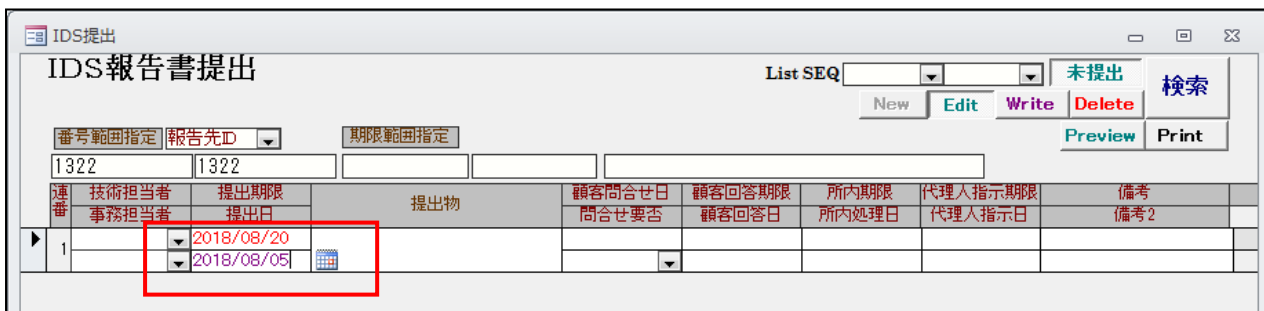 IDS提出
IDS報告書提出
List SEQ 未提出 検索
New Edit Write Delete
番号範囲指定 報告先ID 期限範囲指定 Preview Print
1322 1322
連番 技術担当者 提出期限 提出物 顧客問合せ日 顧客回答期限 所内期限 代理人指示期限 備考
事務担当者 提出日 問合せ要否 顧客回答日 所内処理日 代理人指示日 備考2
1 2018/08/20
2018/08/05